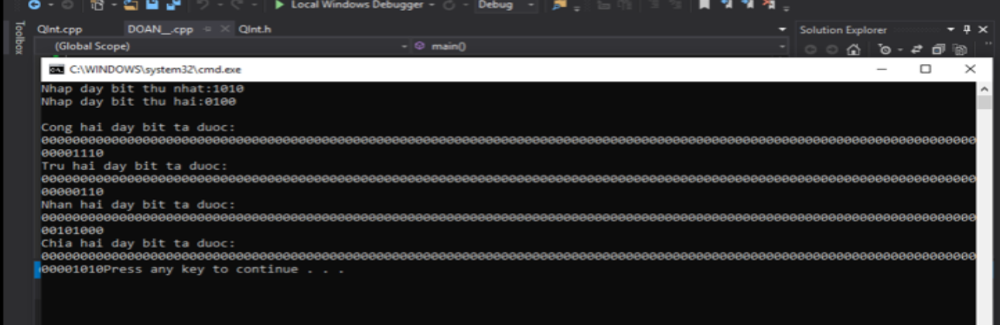 Local Windows Debugger
Debug
Toolbox
QInt.cpp
DOAN__.cpp
QInt.h
Solution Explorer
(Global Scope)
main()
C:\WINDOWS\system32\cmd.exe
Nhap day bit thu nhat:1010
Nhap day bit thu hai:0100
Cong hai day bit ta duoc:
000000000000000000000000000000000000000000000000000000000000000000000000000000000000000000000000000000000000000000000000
00001110
Tru hai day bit ta duoc:
000000000000000000000000000000000000000000000000000000000000000000000000000000000000000000000000000000000000000000000000
00000110
Nhan hai day bit ta duoc:
000000000000000000000000000000000000000000000000000000000000000000000000000000000000000000000000000000000000000000000000
00101000
Chia hai day bit ta duoc:
000000000000000000000000000000000000000000000000000000000000000000000000000000000000000000000000000000000000000000000000
00001010Press any key to continue . . .